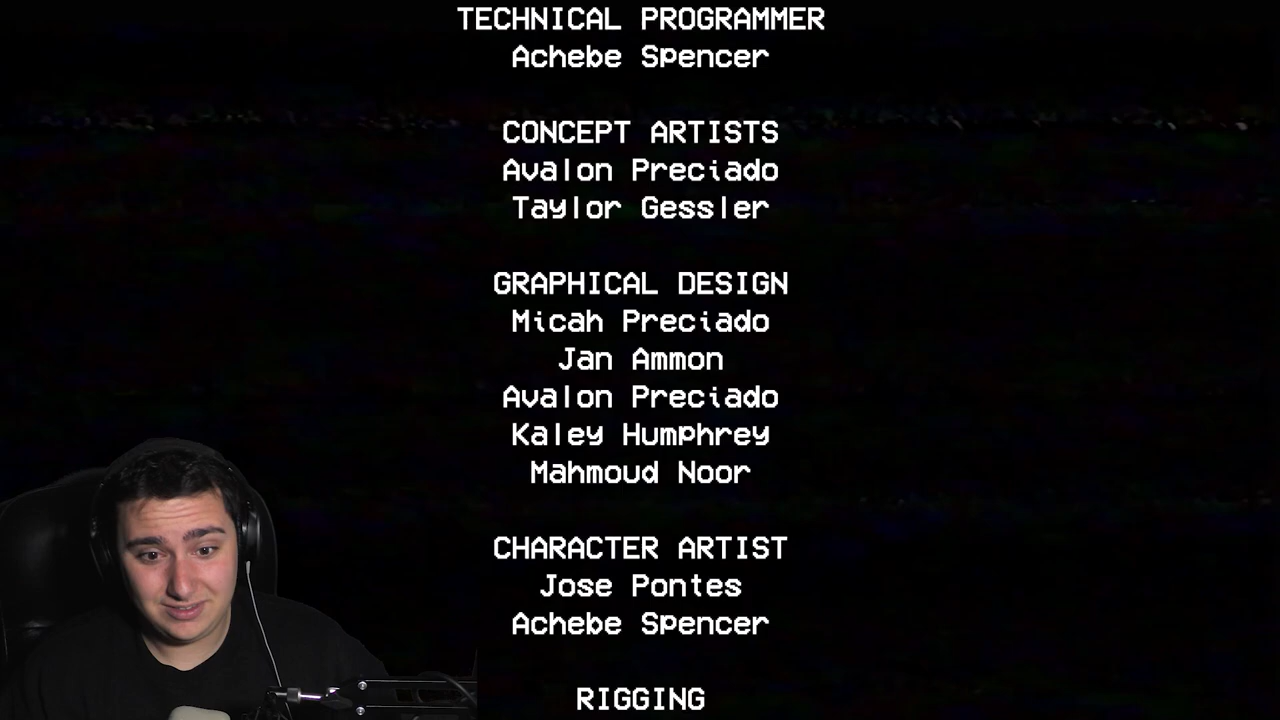 TECHNICAL PROGRAMMER
Achebe Spencer
CONCEPT ARTISTS
Avalon Preciado
Taylor Gessler
GRAPHICAL DESIGN
Micah Preciado
Jan Ammon
Avalon Preciado
Kaley Humphrey
Mahmoud Noor
CHARACTER ARTIST
Jose Pontes
Achebe Spencer
RIGGING